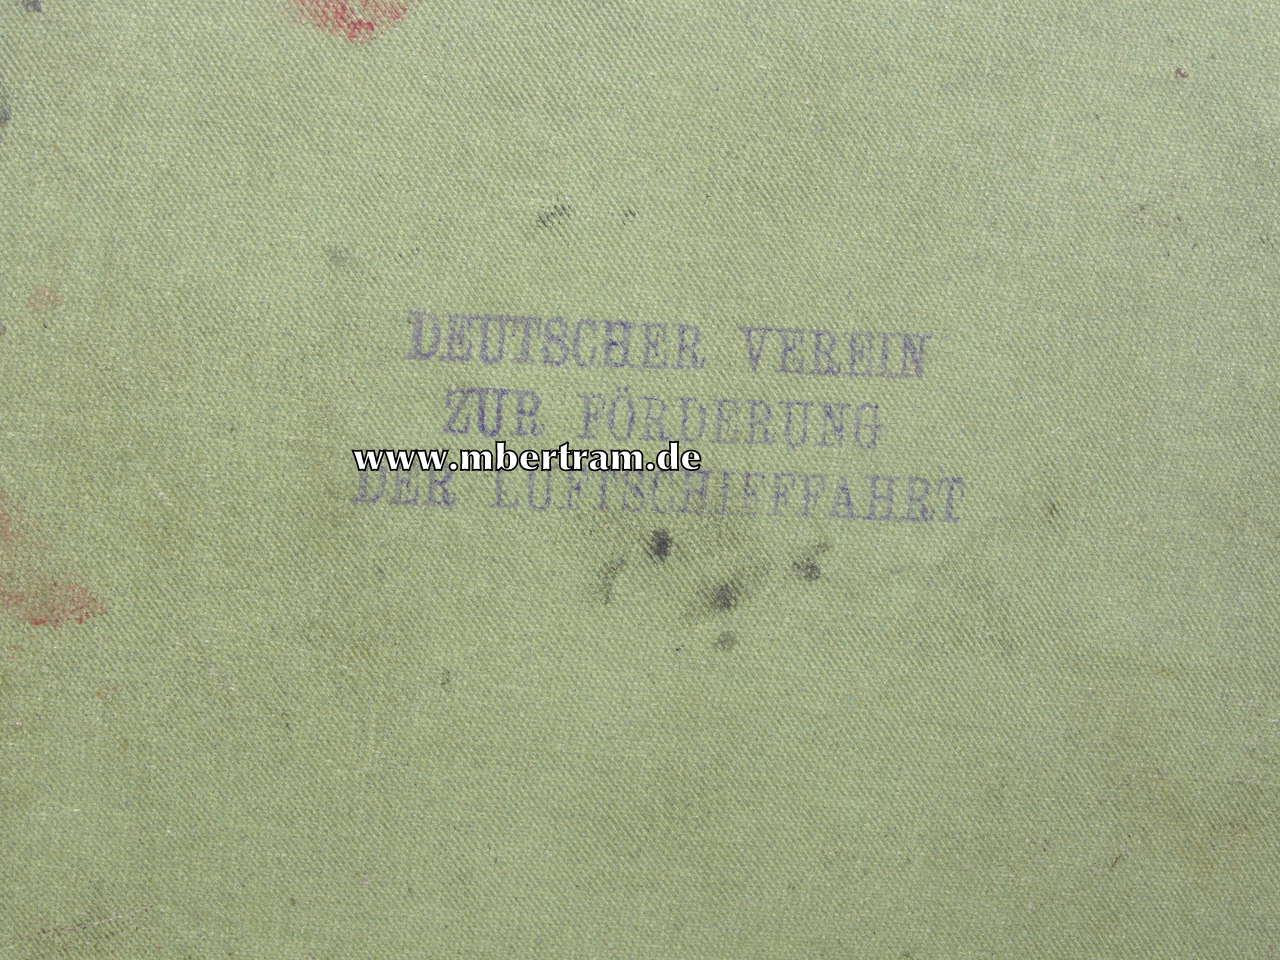 DEUTSCHER VEREIN
ZUR FÖRDERUNG
www.mbertram.de
DER LUFTSCHIFFFAHRT